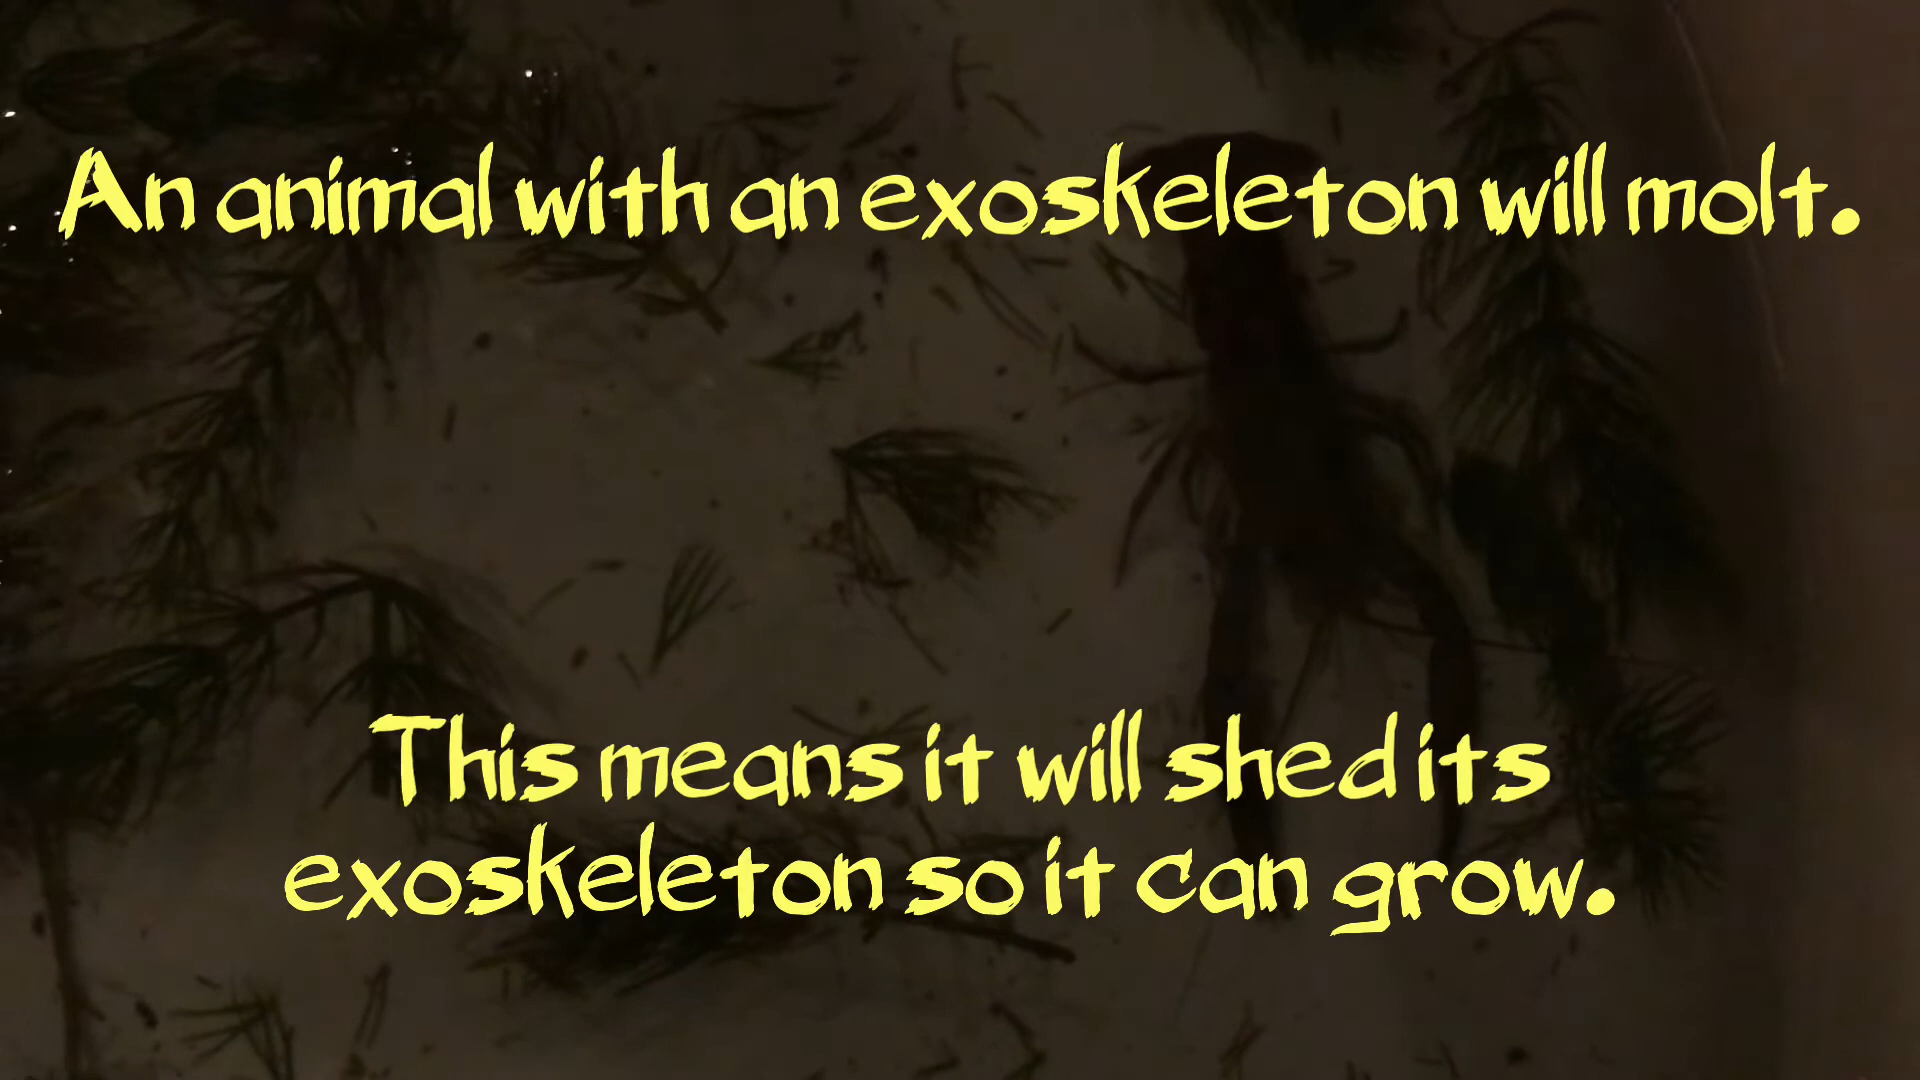 An animal with an exoskeleton will molt.
This means it will shed its
exoskeleton so it can grow.